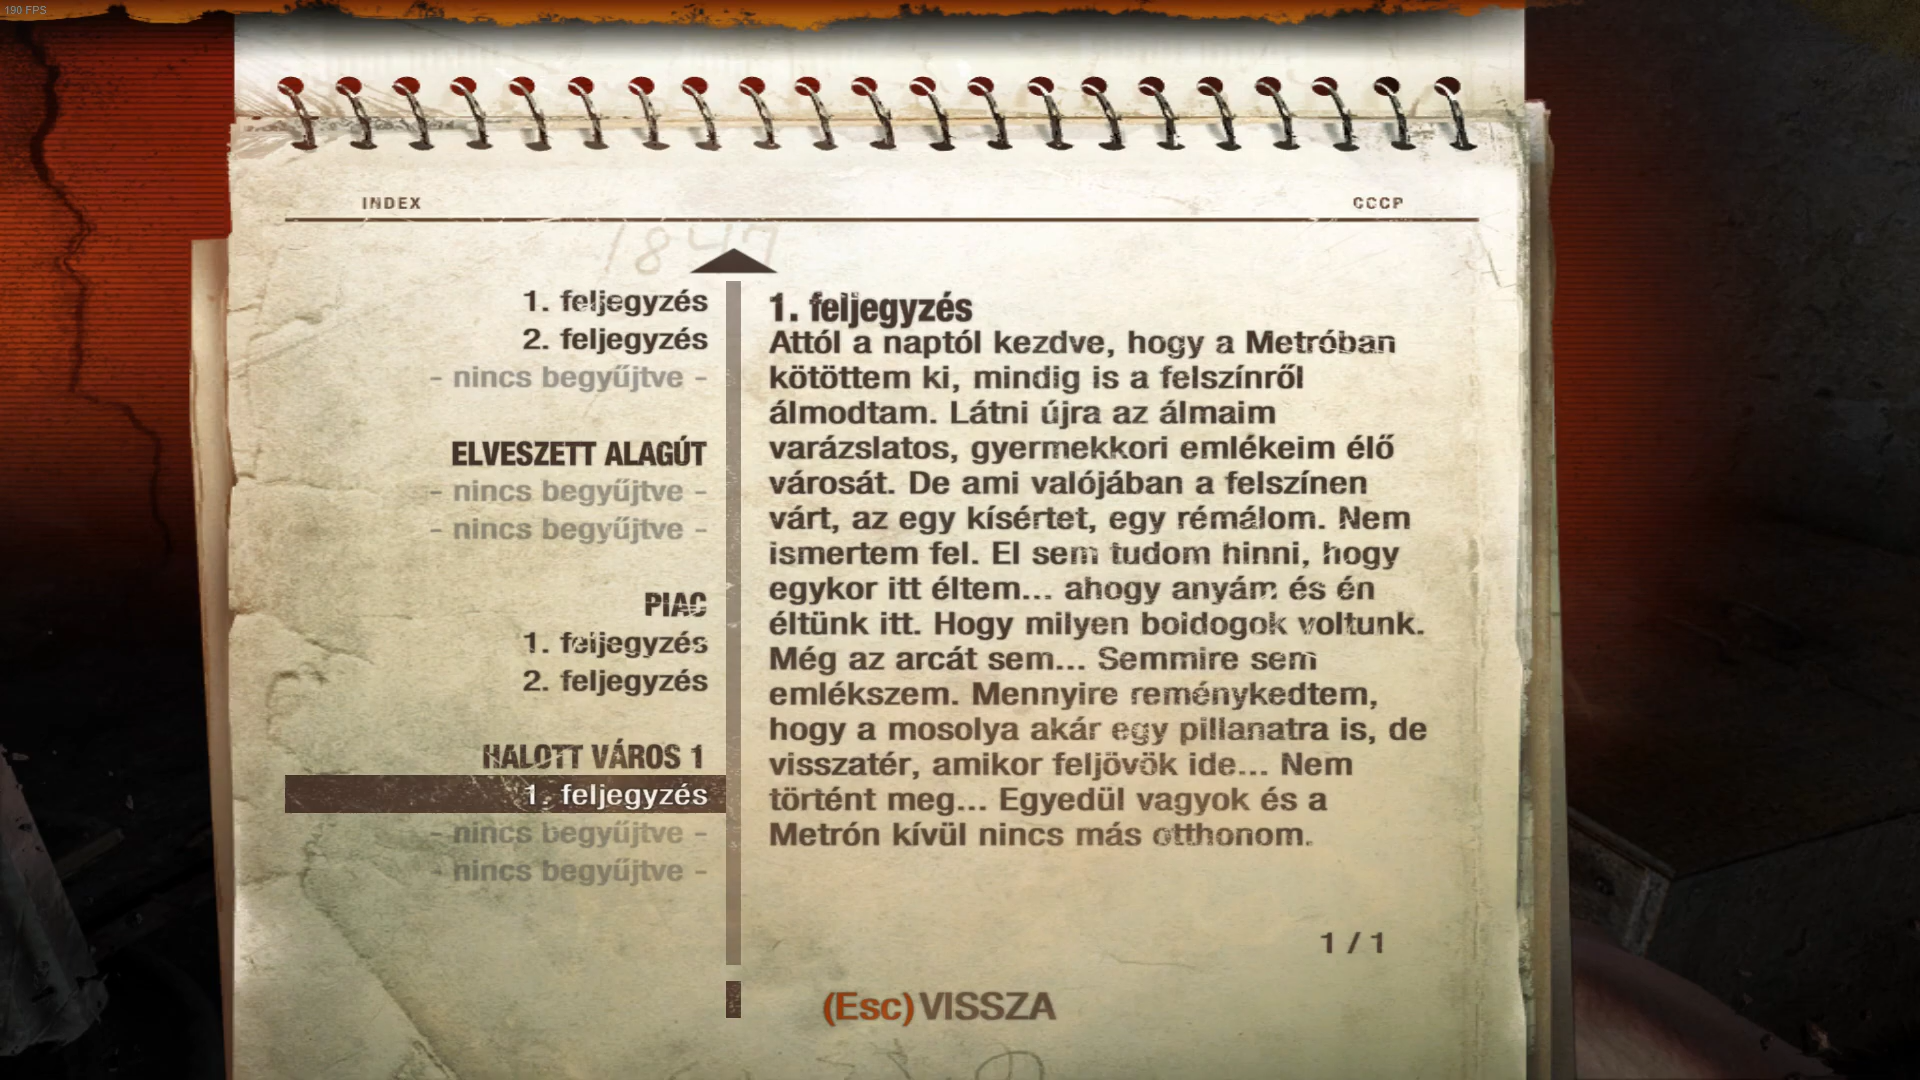 190 FPS
INDEX
CCCP
1847
1. feljegyzés
2. feljegyzés
- nincs begyűjtve -
ELVESZETT ALAGÚT
- nincs begyűjtve -
- nincs begyűjtve -
PIAC
1. feljegyzés
2. feljegyzés
HALOTT VÁROS 1
1. feljegyzés
- nincs begyűjtve -
- nincs begyűjtve -
1. feljegyzés
Attól a naptól kezdve, hogy a Metróban
kötöttem ki, mindig is a felszínről
álmodtam. Látni újra az álmaim
varázslatos, gyermekkori emlékeim élő
városát. De ami valójában a felszínen
várt, az egy kísértet, egy rémálom. Nem
ismertem fel. El sem tudom hinni, hogy
egykor itt éltem... ahogy anyám és én
éltünk itt. Hogy milyen boldogok voltunk.
Még az arcát sem... Semmire sem
emlékszem. Mennyire reménykedtem,
hogy a mosolya akár egy pillanatra is, de
visszatér, amikor feljövök ide... Nem
történt meg... Egyedül vagyok és a
Metrón kívül nincs más otthonom.
1 / 1
(Esc) VISSZA